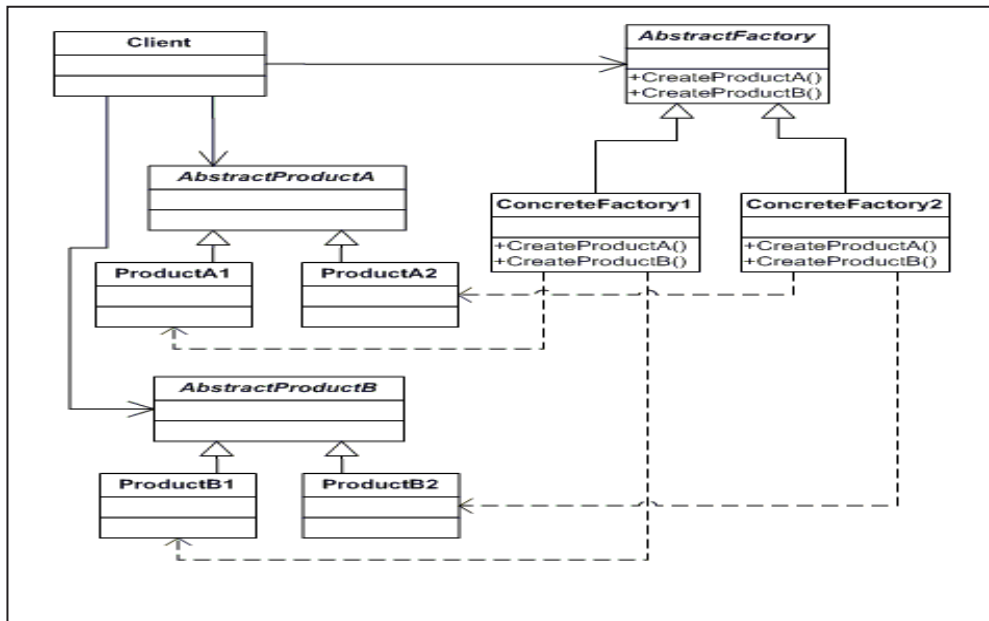 Client
AbstractFactory
+CreateProductA()
+CreateProductB()
AbstractProductA
ConcreteFactory1
+CreateProductA()
+CreateProductB()
ConcreteFactory2
+CreateProductA()
+CreateProductB()
ProductA1
ProductA2
AbstractProductB
ProductB1
ProductB2